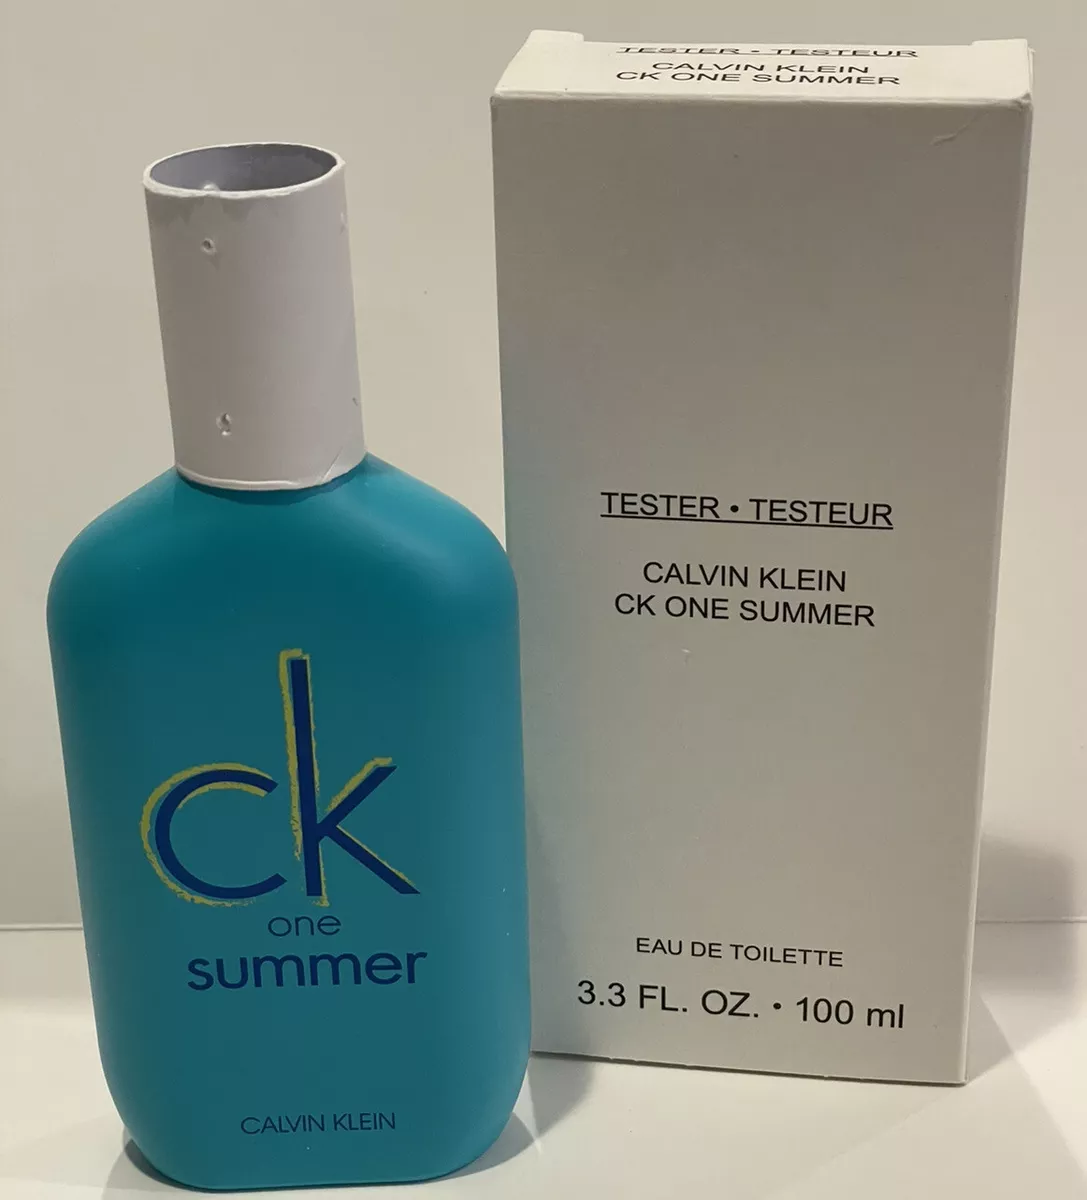 TESTER • TESTEUR
CALVIN KLEIN
CK ONE SUMMER
TESTER • TESTEUR
CALVIN KLEIN
CK ONE SUMMER
EAU DE TOILETTE
3.3 FL. OZ. • 100 ml
ck
one
summer
CALVIN KLEIN